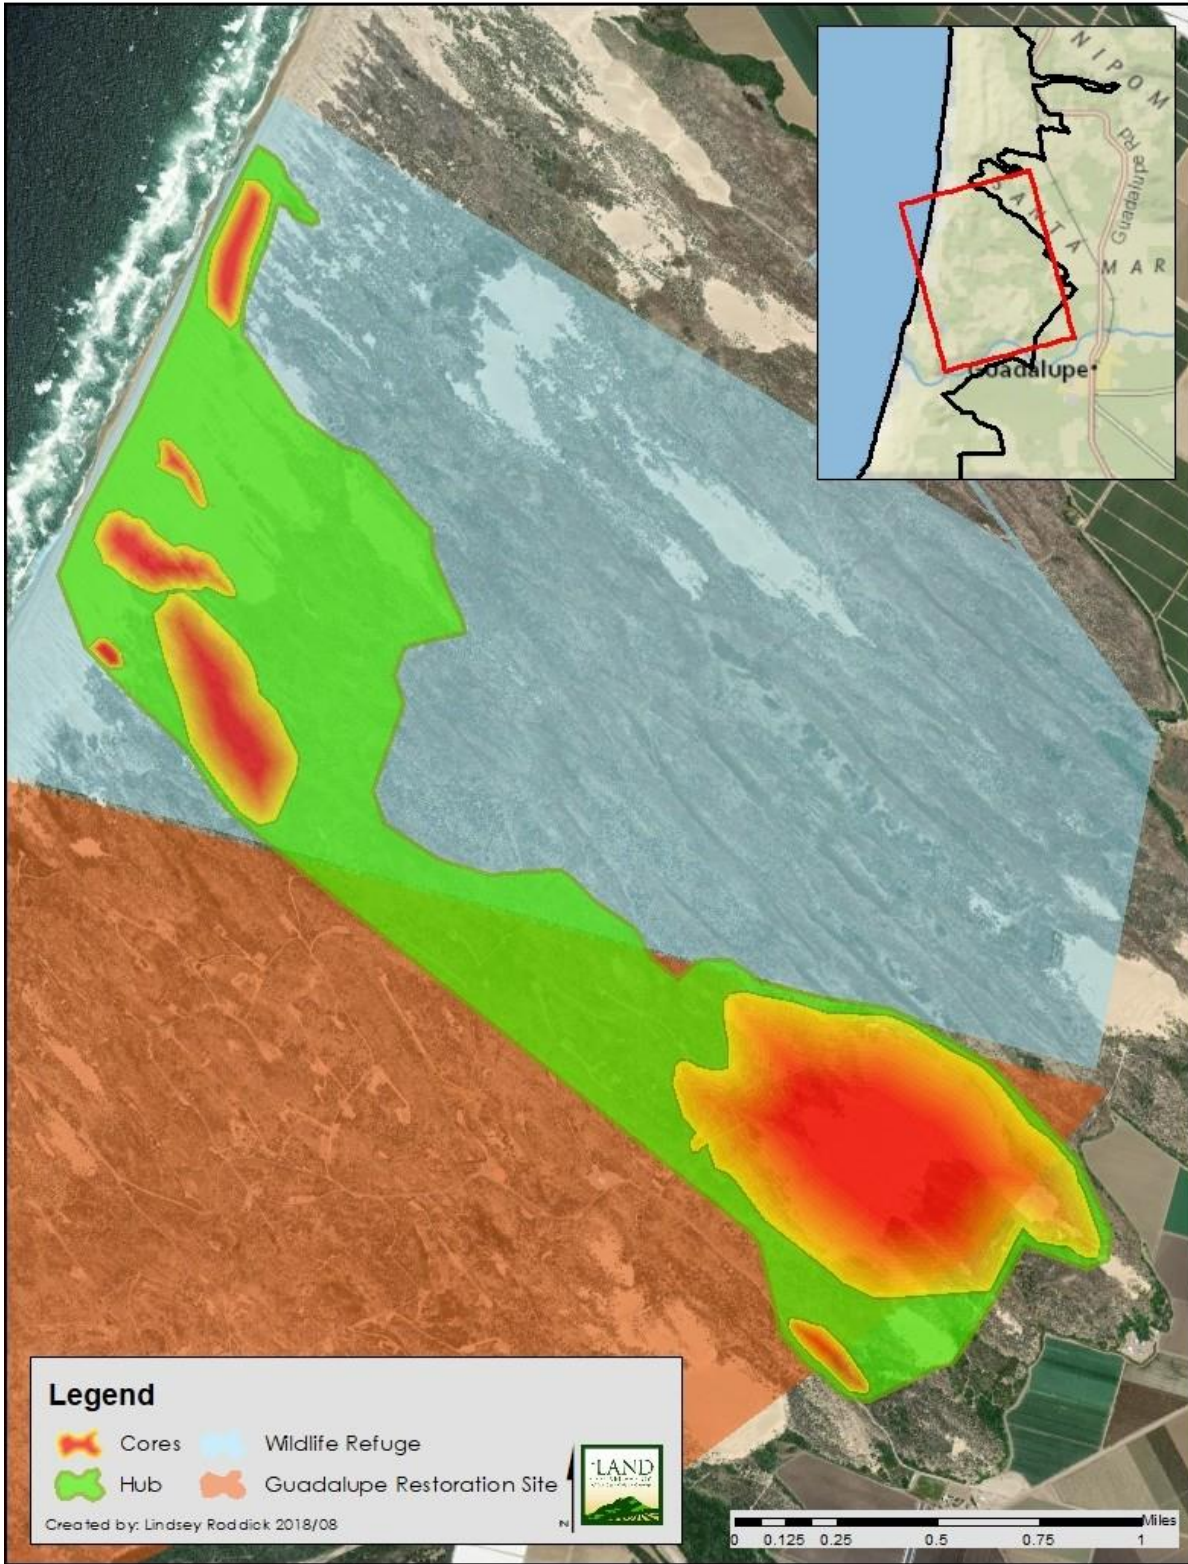 NIPOM
Guadalupe Rd
SANTA
MAR
Guadalupe
Legend
Cores
Wildlife Refuge
Hub
Guadalupe Restoration Site
Created by: Lindsey Roddick 2018/08
N
LAND
Miles
0 0.125 0.25 0.5 0.75 1